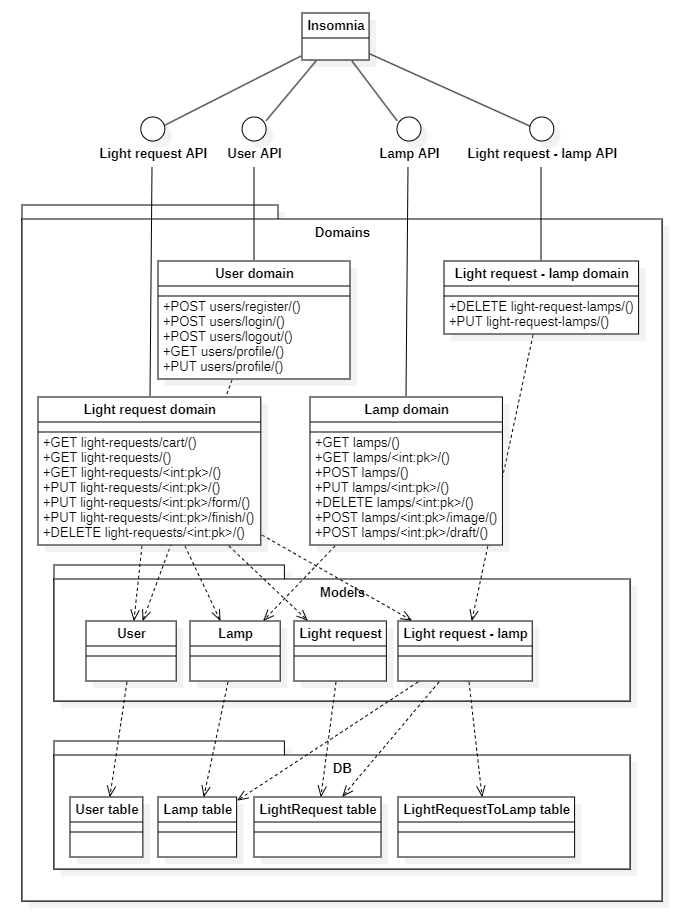 Insomnia
Light request API
User API
Lamp API
Light request - lamp API
Domains
User domain
+POST users/register/()
+POST users/login/()
+POST users/logout/()
+GET users/profile/()
+PUT users/profile/()
Light request - lamp domain
+DELETE light-request-lamps/()
+PUT light-request-lamps/()
Light request domain
+GET light-requests/cart/()
+GET light-requests/()
+GET light-requests/<int:pk>/()
+PUT light-requests/<int:pk>/()
+PUT light-requests/<int:pk>/form/()
+PUT light-requests/<int:pk>/finish/()
+DELETE light-requests/<int:pk>/()
Lamp domain
+GET lamps/()
+GET lamps/<int:pk>/()
+POST lamps/()
+PUT lamps/<int:pk>/()
+DELETE lamps/<int:pk>/()
+POST lamps/<int:pk>/image/()
+POST lamps/<int:pk>/draft/()
Models
User
Lamp
Light request
Light request - lamp
DB
User table
Lamp table
LightRequest table
LightRequestToLamp table